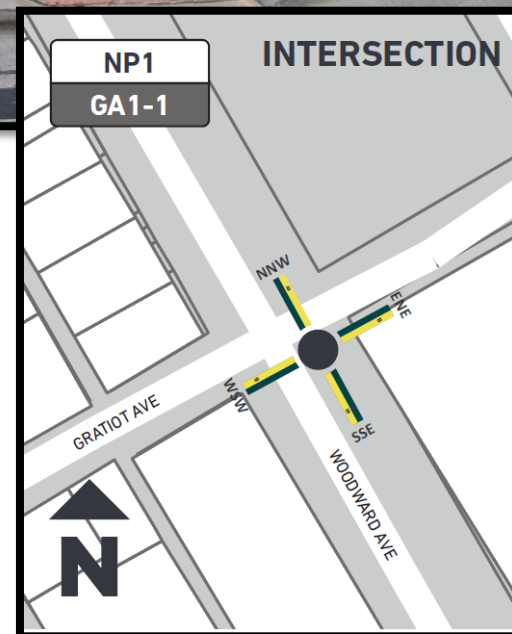 NP1
GA1-1
INTERSECTION
NNW
ENE
WSW
SSE
GRATIOT AVE
WOODWARD AVE
N